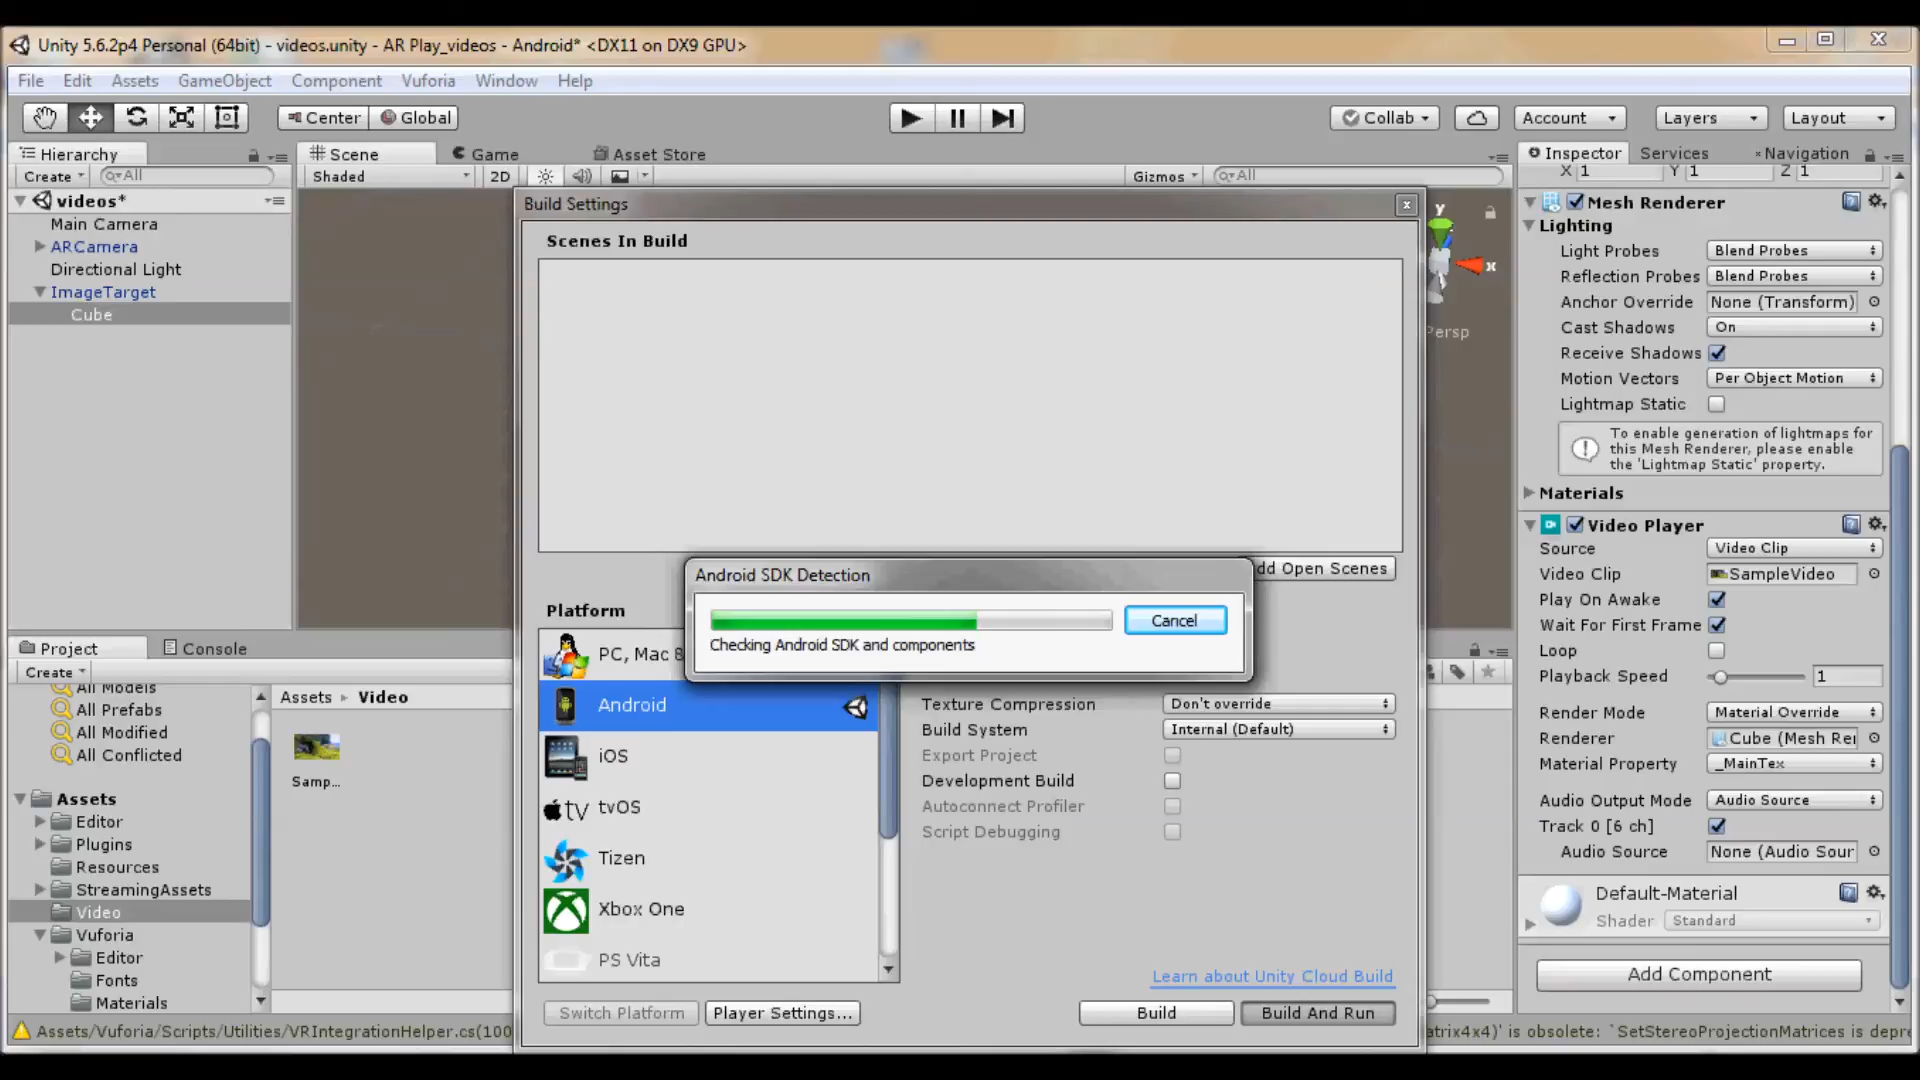 Unity 5.6.2p4 Personal (64bit) - videos.unity - AR Play_videos - Android* <DX11 on DX9 GPU>
File Edit Assets GameObject Component Vuforia Window Help
Center Global Collab Account Layers Layout
Hierarchy Scene Game Asset Store Inspector Services Navigation
Create All Shaded 2D Gizmos All X 1 Y 1 Z 1
videos*
Main Camera
ARCamera
Directional Light
ImageTarget
Cube
Build Settings
Scenes In Build
y
x
Persp
dd Open Scenes
Android SDK Detection
Cancel
Checking Android SDK and components
Platform
PC, Mac &
Android
iOS
tv tvOS
Tizen
Xbox One
PS Vita
Texture Compression Don't override
Build System Internal (Default)
Export Project
Development Build
Autoconnect Profiler
Script Debugging
Learn about Unity Cloud Build
Switch Platform Player Settings... Build Build And Run
Mesh Renderer
Lighting
Light Probes Blend Probes
Reflection Probes Blend Probes
Anchor Override None (Transform)
Cast Shadows On
Receive Shadows
Motion Vectors Per Object Motion
Lightmap Static
To enable generation of lightmaps for
this Mesh Renderer, please enable
the 'Lightmap Static' property.
Materials
Video Player
Source Video Clip
Video Clip SampleVideo
Play On Awake
Wait For First Frame
Loop
Playback Speed 1
Render Mode Material Override
Renderer Cube (Mesh Rei
Material Property _MainTex
Audio Output Mode Audio Source
Track 0 [6 ch]
Audio Source None (Audio Sour
Default-Material
Shader Standard
Add Component
Project Console
Create
All Models
All Prefabs
All Modified
All Conflicted
Assets
Editor
Plugins
Resources
StreamingAssets
Video
Vuforia
Editor
Fonts
Materials
Assets Video
Samp...
Assets/Vuforia/Scripts/Utilities/VRIntegrationHelper.cs(100 atrix4x4)' is obsolete: `SetStereoProjectionMatrices is depre